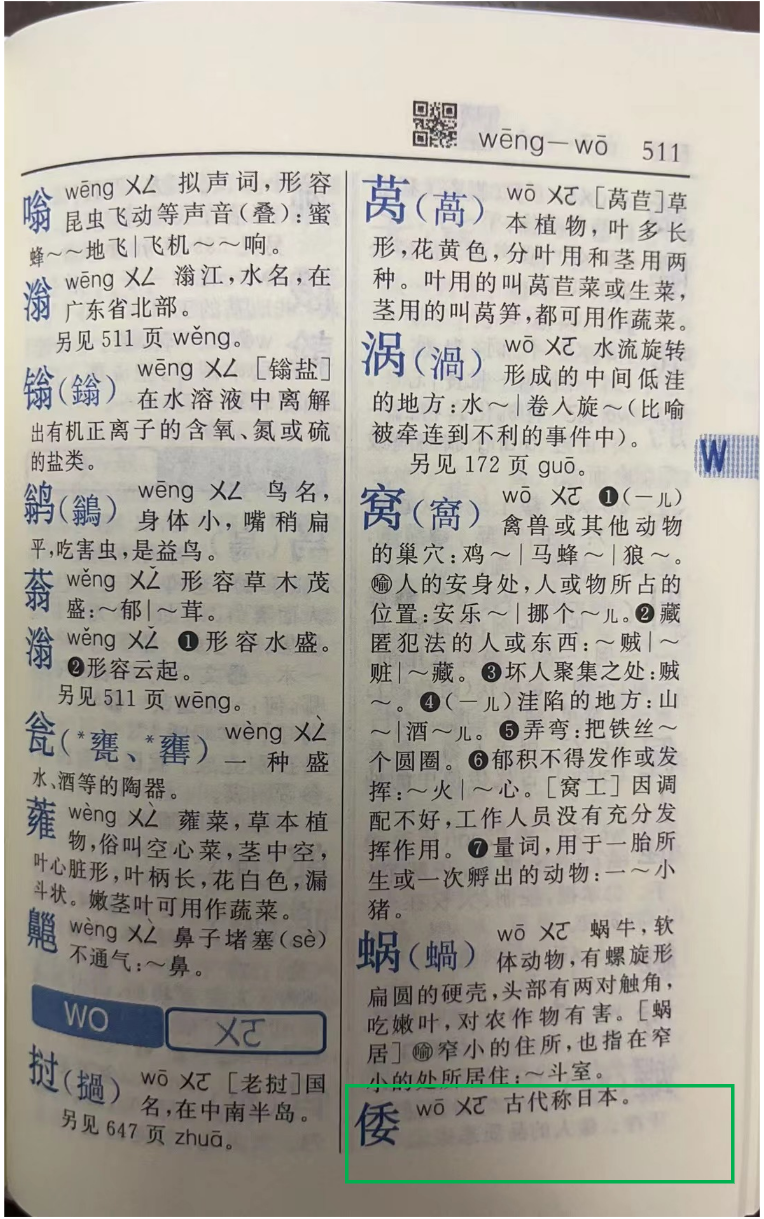 wēng—wō 511
嗡 wēng ㄨㄥ 拟声词，形容
昆虫飞动等声音（叠）：蜜
蜂～～地飞|飞机～～响。
滃 wēng ㄨㄥ 滃江，水名，在
广东省北部。
另见 511 页 wěng。
𬭩（鎓） wēng ㄨㄥ ［𬭩盐］
在水溶液中离解
出有机正离子的含氧、氮或硫
的盐类。
鹟（鶲） wēng ㄨㄥ 鸟名，
身体小，嘴稍扁
平，吃害虫，是益鸟。
蓊 wěng ㄨㄥˇ 形容草木茂
盛：～郁|～茸。
滃 wěng ㄨㄥˇ ❶形容水盛。
❷形容云起。
另见 511 页 wēng。
瓮（*甕、*罋） wèng ㄨㄥˋ
一种盛
水、酒等的陶器。
蕹 wèng ㄨㄥˋ 蕹菜，草本植
物，俗叫空心菜，茎中空，
叶心脏形，叶柄长，花白色，漏
斗状。嫩茎叶可用作蔬菜。
齆 wèng ㄨㄥˋ 鼻子堵塞（sè）
不通气：～鼻。
WO ㄨㄛ
挝（撾） wō ㄨㄛ ［老挝］国
名，在中南半岛。
另见 647 页 zhuā。
莴（萵） wō ㄨㄛ ［莴苣］草
本植物，叶多长
形，花黄色，分叶用和茎用两
种。叶用的叫莴苣菜或生菜，
茎用的叫莴笋，都可用作蔬菜。
涡（渦） wō ㄨㄛ 水流旋转
形成的中间低洼
的地方：水～|卷入旋～（比喻
被牵连到不利的事件中）。
另见 172 页 guō。
窝（窩） wō ㄨㄛ ❶（－儿）
禽兽或其他动物
的巢穴：鸡～|马蜂～|狼～。
㊀喻人的安身处，人或物所占的
位置：安乐～|挪个～儿。❷藏
匿犯法的人或东西：～贼|～
赃|～藏。❸坏人聚集之处：贼
～。❹（－儿）洼陷的地方：山
～|酒～儿。❺弄弯：把铁丝～
个圆圈。❻郁积不得发作或发
挥：～火|～心。［窝工］因调
配不好，工作人员没有充分发
挥作用。❼量词，用于一胎所
生或一次孵出的动物：一～小
猪。
蜗（蝸） wō ㄨㄛ 蜗牛，软
体动物，有螺旋形
扁圆的硬壳，头部有两对触角，
吃嫩叶，对农作物有害。［蜗
居］喻窄小的住所，也指在窄
小的处所居住：～斗室。
倭 wō ㄨㄛ 古代称日本。
W